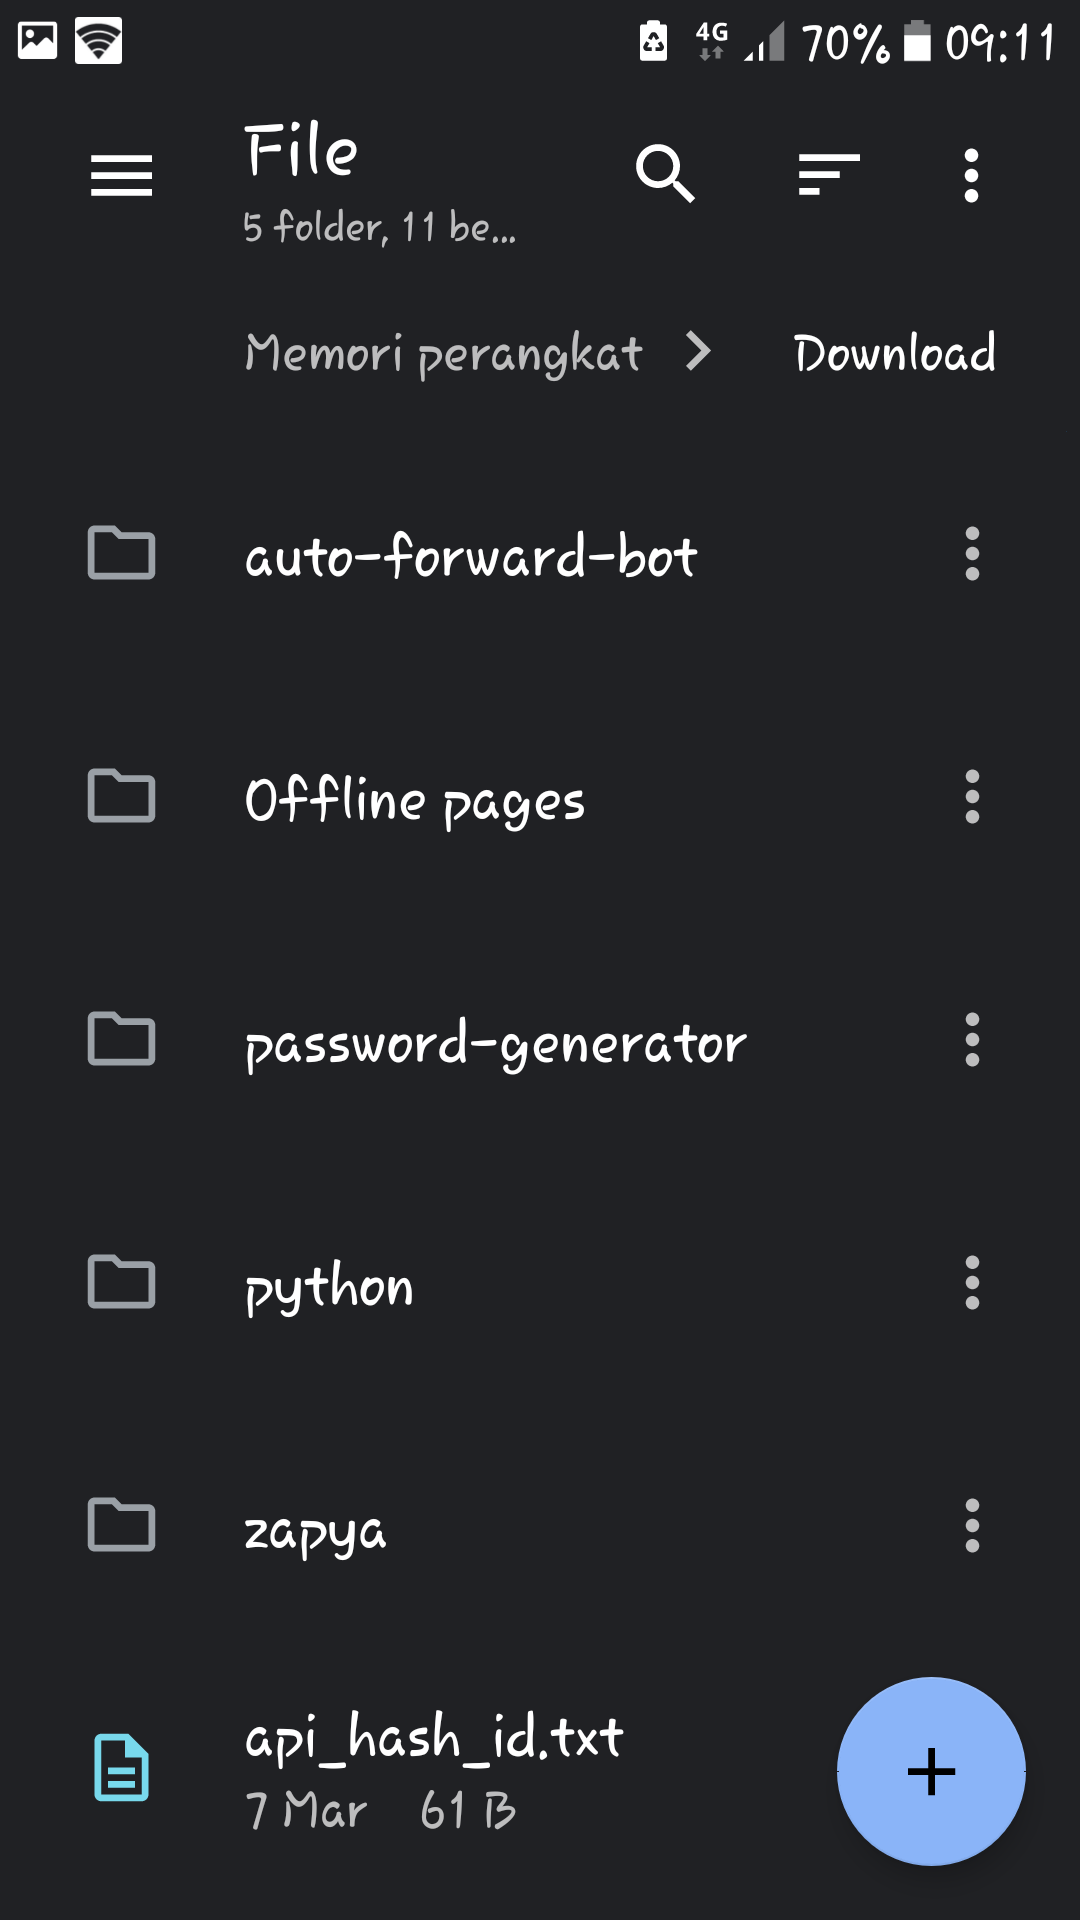 4G 70% 09:11
File
5 folder, 11 be...
Memori perangkat > Download
auto-forward-bot
Offline pages
password-generator
python
zapya
api_hash_id.txt
7 Mar 61 B